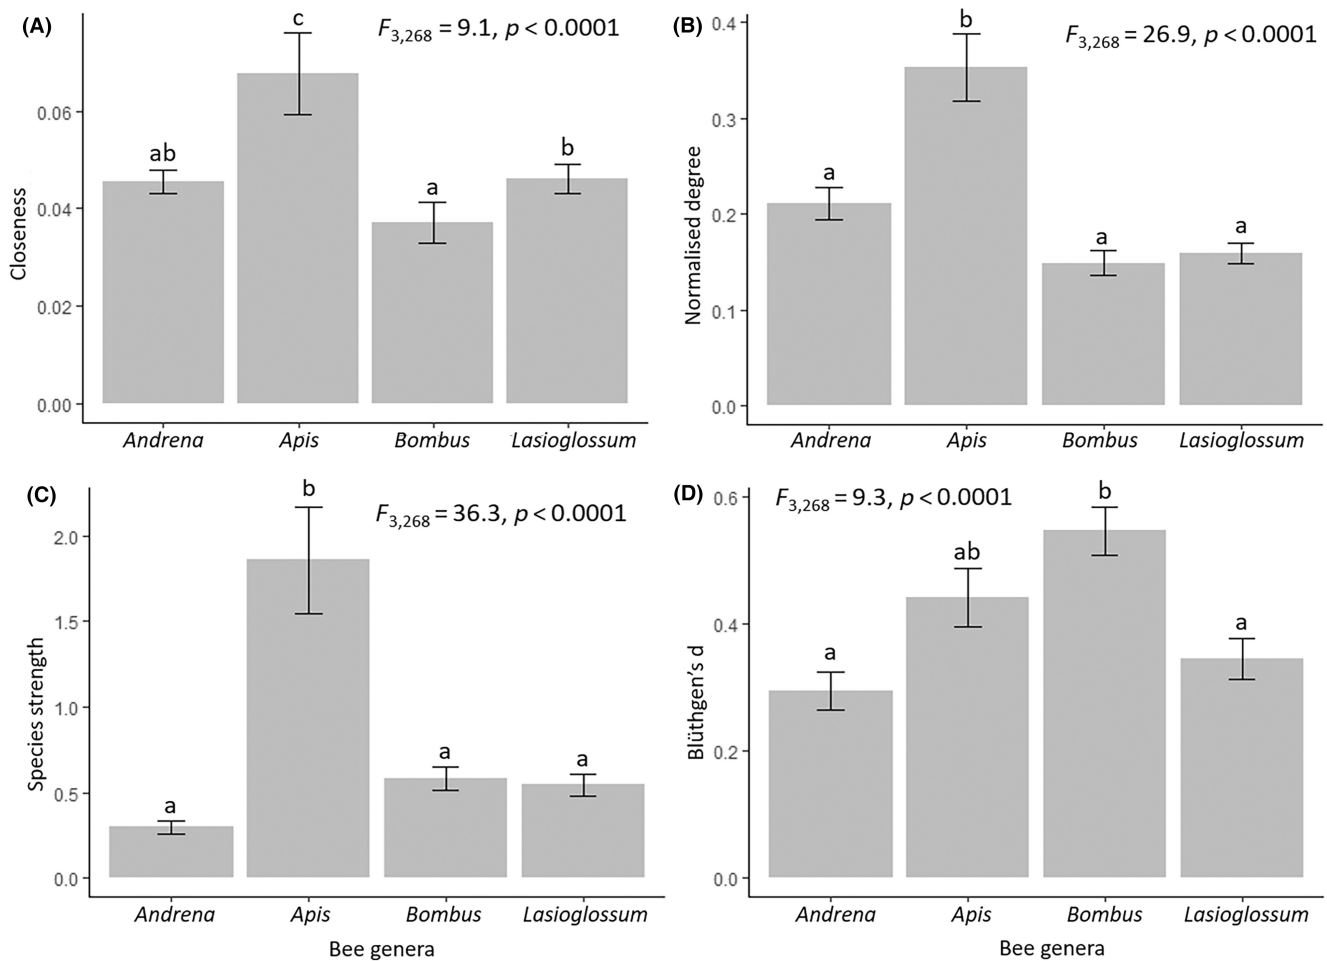 (A)
F3,268 = 9.1, p < 0.0001
c
0.06
ab
b
a
0.04
Closeness
0.02
0.00
Andrena Apis Bombus Lasioglossum
(B)
0.4
b
F3,268 = 26.9, p < 0.0001
0.3
a
0.2
a
a
Normalised degree
0.1
0.0
Andrena Apis Bombus Lasioglossum
(C)
b
F3,268 = 36.3, p < 0.0001
2.0
1.5
1.0
Species strength
a
a
0.5
a
0.0
Andrena Apis Bombus Lasioglossum
Bee genera
(D)
0.6
F3,268 = 9.3, p < 0.0001
b
ab
0.4
a
a
Blüthgen's d
0.2
0.0
Andrena Apis Bombus Lasioglossum
Bee genera